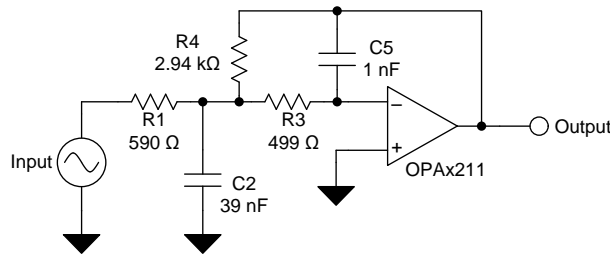 R4
2.94 kΩ
C5
1 nF
R1
590 Ω
R3
499 Ω
−
+
OPAx211
Output
Input
C2
39 nF